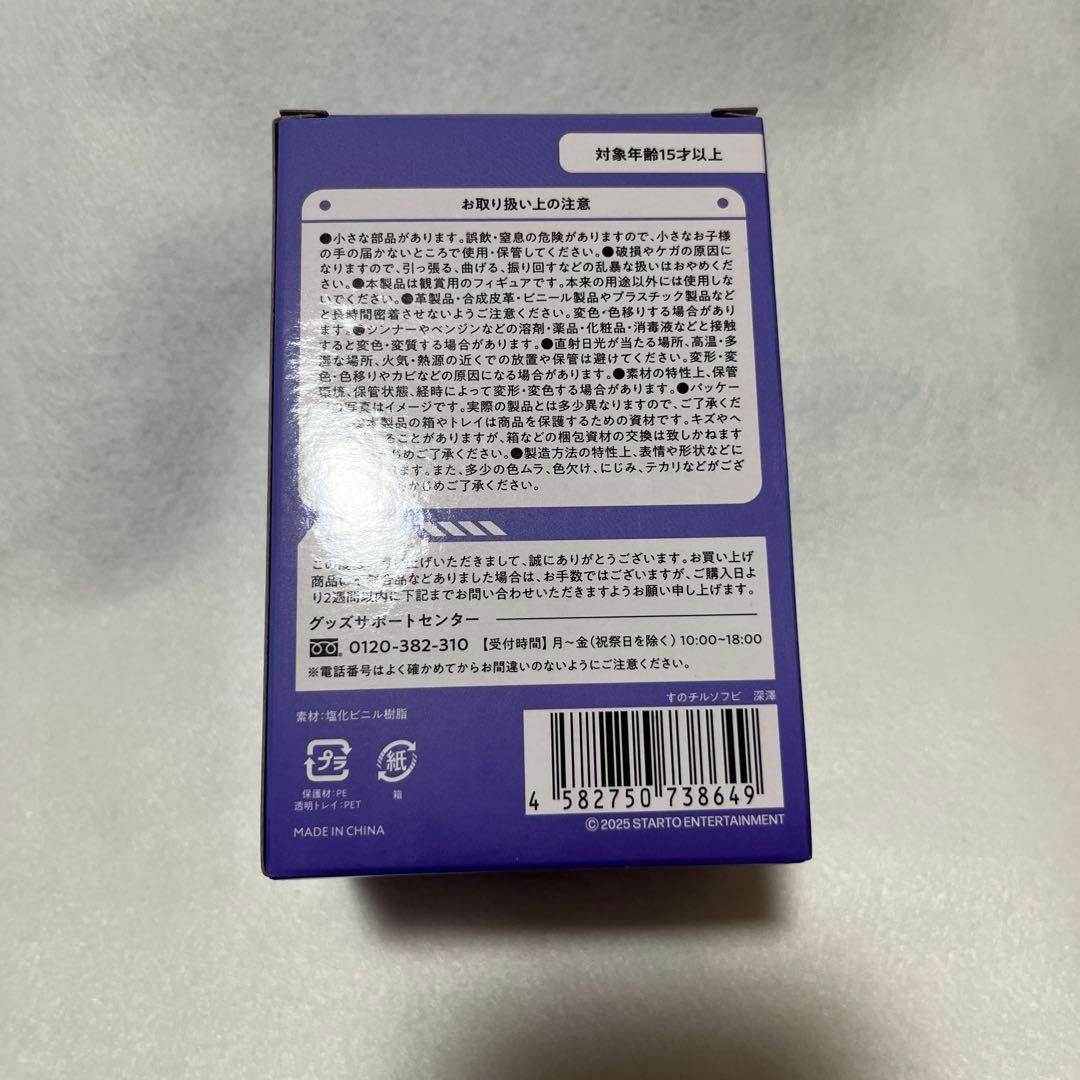 対象年齢15才以上
お取り扱い上の注意
●小さな部品があります。誤飲・窒息の危険がありますので、小さなお子様
の手の届かないところで使用・保管してください。●破損やケガの原因に
なりますので、引っ張る、曲げる、振り回すなどの乱暴な扱いはおやめくだ
さい。●本製品は観賞用のフィギュアです。本来の用途以外には使用しな
いでください。●革製品・合成皮革・ビニール製品やプラスチック製品など
と長時間密着させないようご注意ください。変色・色移りする場合があり
ます。●シンナーやベンジンなどの溶剤・薬品・化粧品・消毒液などと接触
すると変色・変質する場合があります。●直射日光が当たる場所、高温・多
湿な場所、火気・熱源の近くでの放置や保管は避けてください。変形・変
色・色移りやカビなどの原因になる場合があります。●素材の特性上、保管
環境、保管状態、経時によって変形・変色する場合があります。●パッケー
の写真はイメージです。実際の製品とは多少異なりますので、ご了承くだ
本製品の箱やトレイは商品を保護するための資材です。キズやヘ
ることがありますが、箱などの梱包資材の交換は致しかねます
じめご了承ください。●製造方法の特性上、表情や形状などに
ます。また、多少の色ムラ、色欠け、にじみ、テカリなどがござ
かじめご了承ください。
この度 上げいただきまして、誠にありがとうございます。お買い上げ
商品に 合品などありました場合は、お手数ではございますが、ご購入日よ
り2週間以内に下記までお問い合わせいただきますようお願い申し上げます。
グッズサポートセンター
0120-382-310 【受付時間】月～金(祝祭日を除く)10:00~18:00
※電話番号はよく確かめてからお間違いのないようにご注意ください。
すのチルソフビ 深澤
素材:塩化ビニル樹脂
プラ 紙
保護材:PE 箱
透明トレイ:PET
4 582750 738649
MADE IN CHINA
©2025 STARTO ENTERTAINMENT